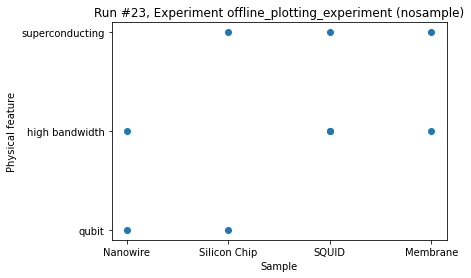 Run #23, Experiment offline_plotting_experiment (nosample)
superconducting
high bandwidth
qubit
Physical feature
Nanowire Silicon Chip SQUID Membrane
Sample